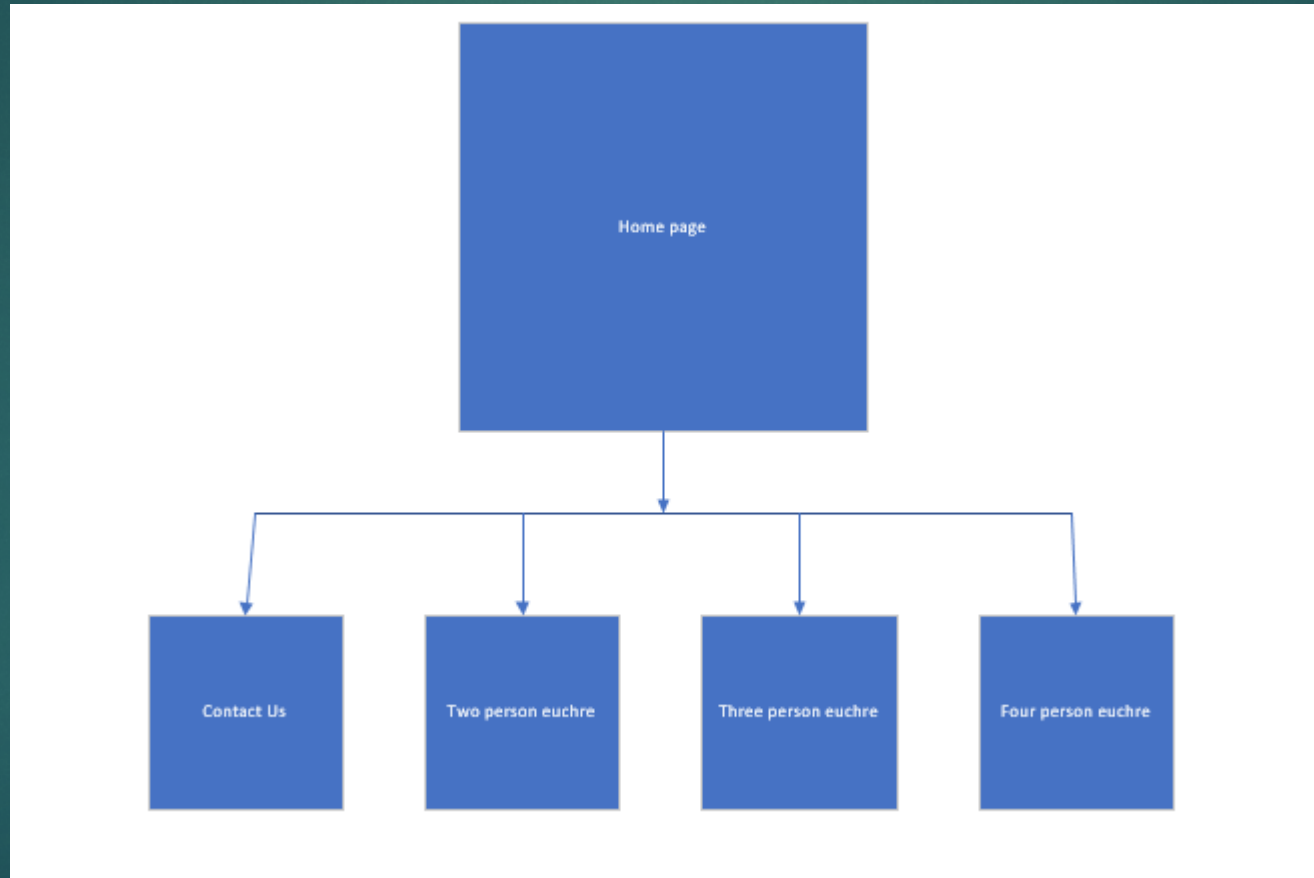 Home page
Contact Us
Two person euchre
Three person euchre
Four person euchre